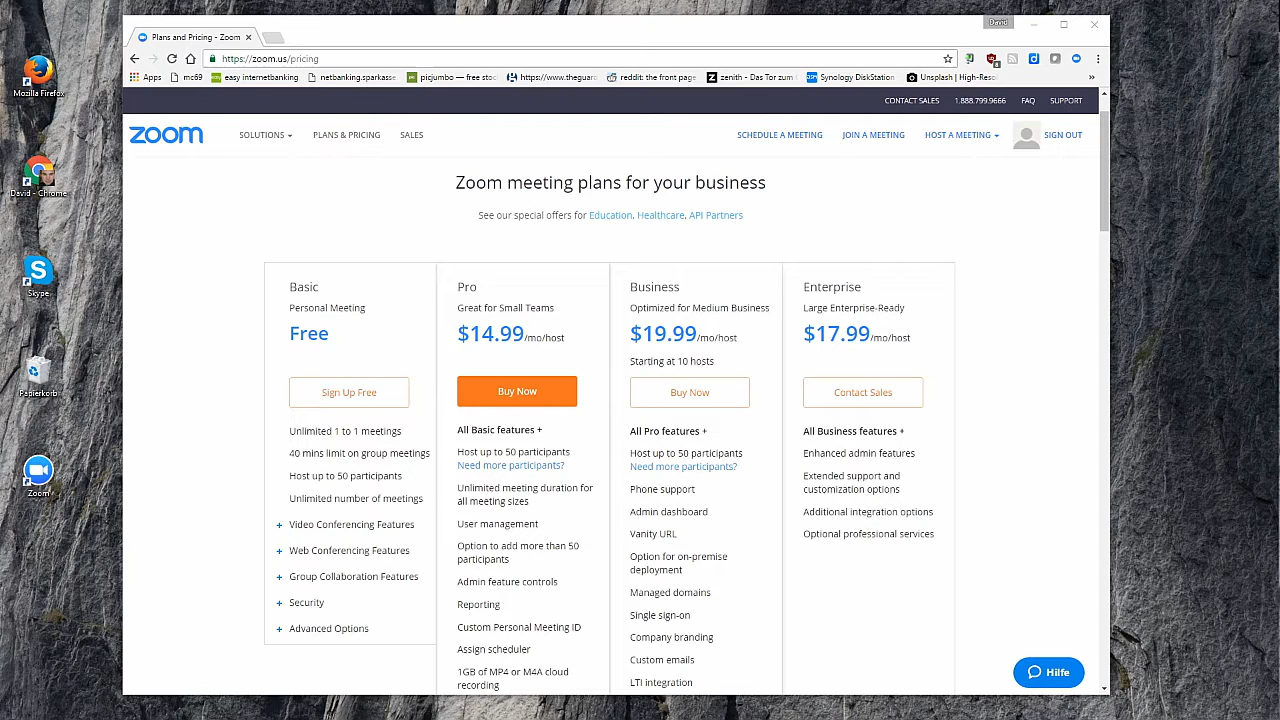 David
Plans and Pricing - Zoom
https://zoom.us/pricing
Apps
mc69
easy internetbanking
netbanking.sparkasse
picjumbo — free stoc
https://www.theguar
reddit: the front page
zenith - Das Tor zum
Synology DiskStation
Unsplash | High-Reso
»
CONTACT SALES
1.888.799.9666
FAQ
SUPPORT
zoom
SOLUTIONS
PLANS & PRICING
SALES
SCHEDULE A MEETING
JOIN A MEETING
HOST A MEETING
SIGN OUT
Zoom meeting plans for your business
See our special offers for Education, Healthcare, API Partners
Basic
Personal Meeting
Free
Sign Up Free
Unlimited 1 to 1 meetings
40 mins limit on group meetings
Host up to 50 participants
Unlimited number of meetings
+ Video Conferencing Features
+ Web Conferencing Features
+ Group Collaboration Features
+ Security
+ Advanced Options
Pro
Great for Small Teams
$14.99/mo/host
Buy Now
All Basic features +
Host up to 50 participants
Need more participants?
Unlimited meeting duration for
all meeting sizes
User management
Option to add more than 50
participants
Admin feature controls
Reporting
Custom Personal Meeting ID
Assign scheduler
1GB of MP4 or M4A cloud
recording
Business
Optimized for Medium Business
$19.99/mo/host
Starting at 10 hosts
Buy Now
All Pro features +
Host up to 50 participants
Need more participants?
Phone support
Admin dashboard
Vanity URL
Option for on-premise
deployment
Managed domains
Single sign-on
Company branding
Custom emails
LTI integration
Enterprise
Large Enterprise-Ready
$17.99/mo/host
Contact Sales
All Business features +
Enhanced admin features
Extended support and
customization options
Additional integration options
Optional professional services
Hilfe
Mozilla Firefox
David - Chrome
Skype
Papierkorb
Zoom